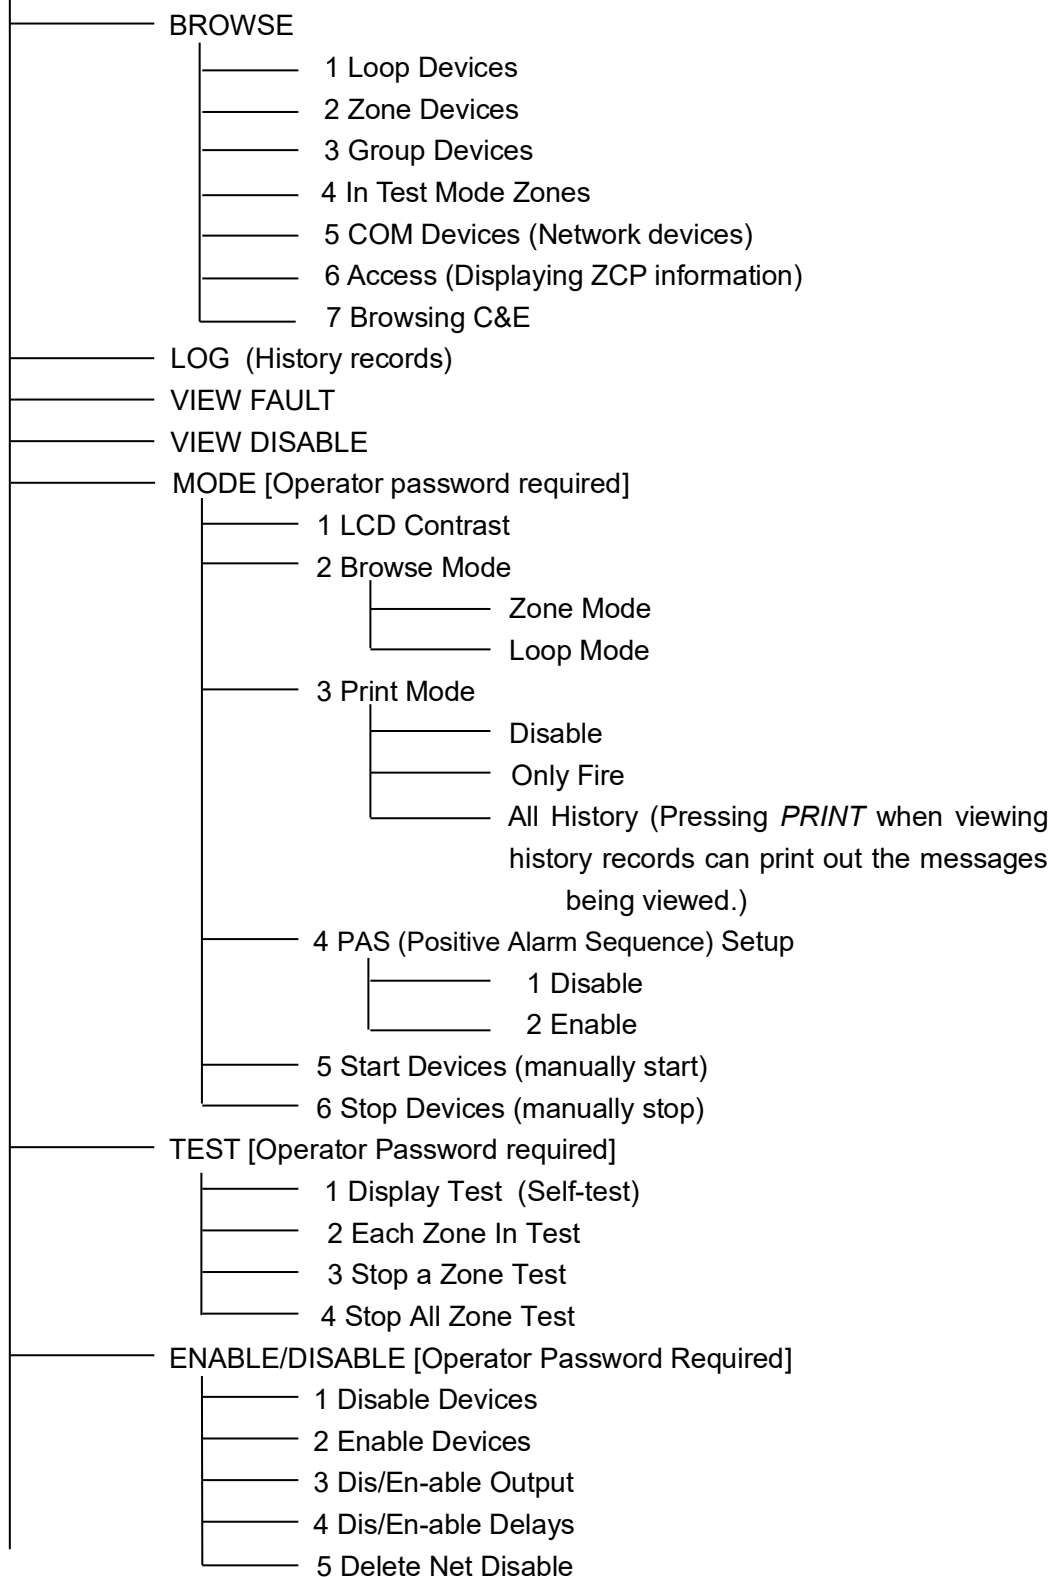 BROWSE
1 Loop Devices
2 Zone Devices
3 Group Devices
4 In Test Mode Zones
5 COM Devices (Network devices)
6 Access (Displaying ZCP information)
7 Browsing C&E
LOG (History records)
VIEW FAULT
VIEW DISABLE
MODE [Operator password required]
1 LCD Contrast
2 Browse Mode
Zone Mode
Loop Mode
3 Print Mode
Disable
Only Fire
All History (Pressing PRINT when viewing
history records can print out the messages
being viewed.)
4 PAS (Positive Alarm Sequence) Setup
1 Disable
2 Enable
5 Start Devices (manually start)
6 Stop Devices (manually stop)
TEST [Operator Password required]
1 Display Test (Self-test)
2 Each Zone In Test
3 Stop a Zone Test
4 Stop All Zone Test
ENABLE/DISABLE [Operator Password Required]
1 Disable Devices
2 Enable Devices
3 Dis/En-able Output
4 Dis/En-able Delays
5 Delete Net Disable